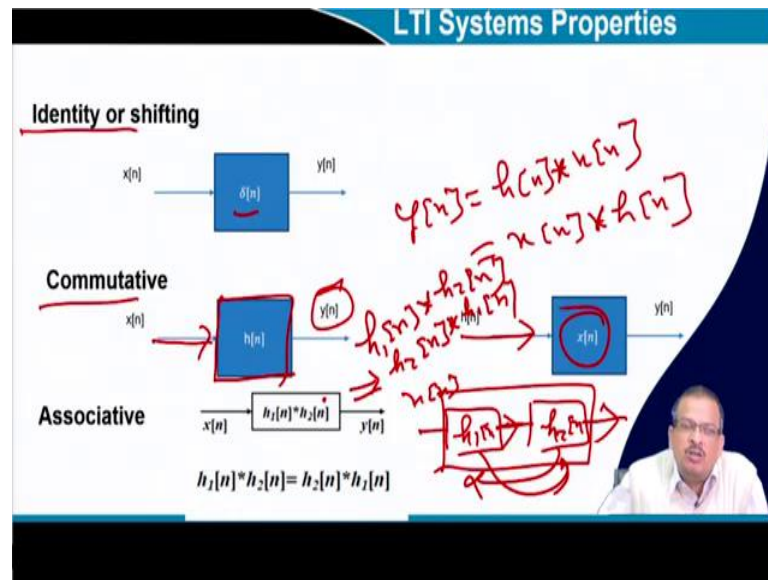 LTI Systems Properties
Identity or shifting
x[n]
δ[n]
y[n]
y[n] = h[n] * x[n]
= x[n] * h[n]
Commutative
x[n]
h[n]
y[n]
h₁[n] * h₂[n]
⇒ h₂[n] * h₁[n]
h[n]
x[n]
y[n]
Associative
x[n]
h₁[n]*h₂[n]
y[n]
x[n]
h₁[n]
h₂[n]
h₁[n]*h₂[n]= h₂[n]*h₁[n]